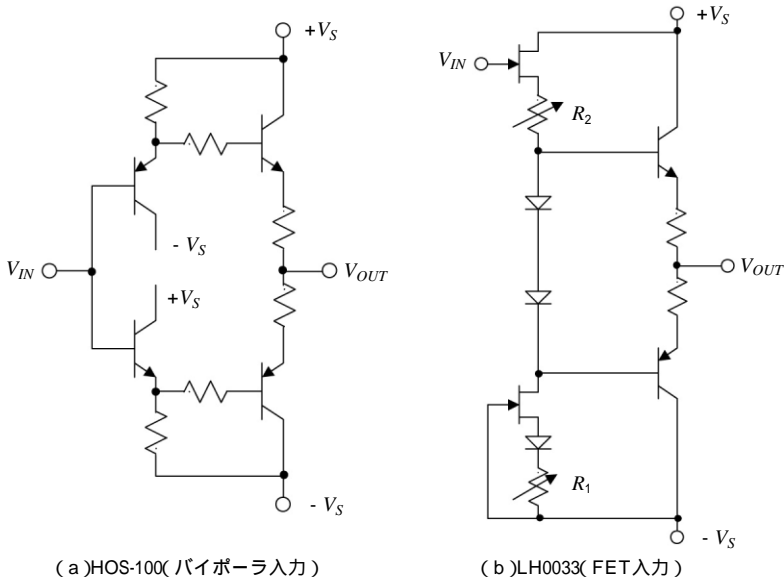 +V_S
+V_S
V_IN
R_2
- V_S
V_IN
V_OUT
V_OUT
+V_S
R_1
- V_S
- V_S
(a)HOS-100(バイポーラ入力)
(b)LH0033(FET入力)